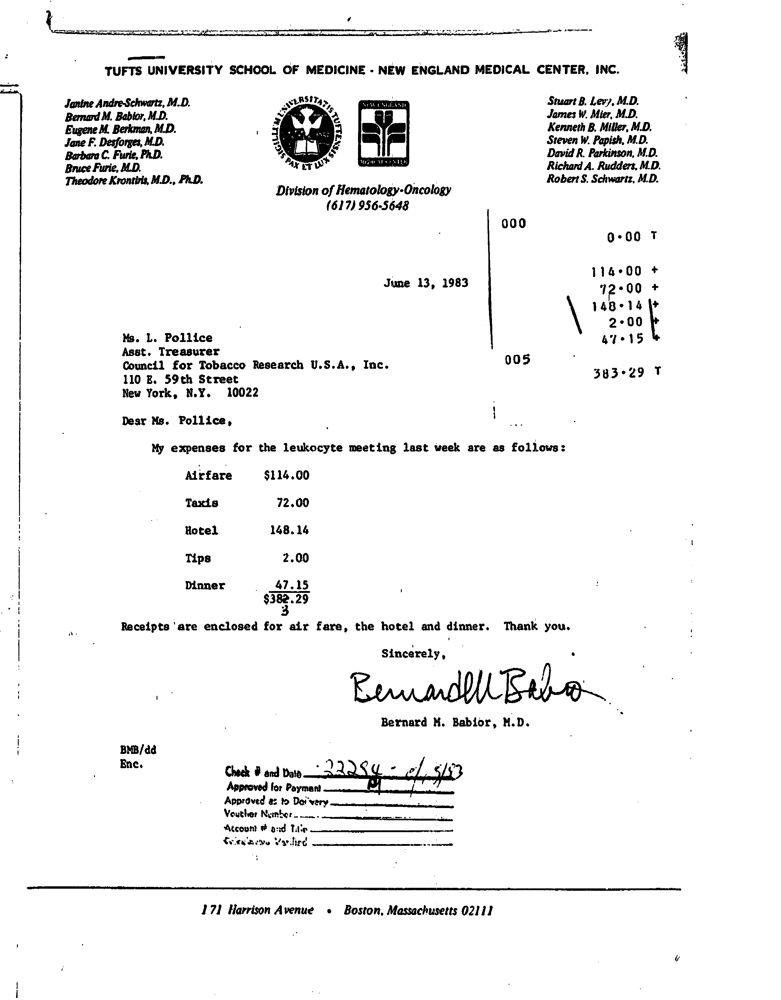 TUFTS UNIVERSITY SCHOOL OF MEDICINE · NEW ENGLAND MEDICAL CENTER, INC.
Janine Andre-Schwartz, M.D.
Bernard M. Babior, M.D.
Eugene M. Berkman, M.D.
Jane F. Desforges, M.D.
Barbara C. Furie, Ph.D.
Bruce Furie, M.D.
Theodore Krontiris, M.D., Ph.D.
PAX ET LUX
NEW ENGLAND
MEDICAL CENTER
Stuart B. Levy, M.D.
James W. Mier, M.D.
Kenneth B. Miller, M.D.
Steven W. Papish, M.D.
David R. Parkinson, M.D.
Richard A. Rudders, M.D.
Robert S. Schwartz, M.D.
Division of Hematology-Oncology
(617) 956-5648
000
0·00 T
114·00 +
72·00 +
148·14 +
2·00 +
47·15 +
005
383·29 T
June 13, 1983
Ms. L. Pollice
Asst. Treasurer
Council for Tobacco Research U.S.A., Inc.
110 E. 59th Street
New York, N.Y. 10022
Dear Ms. Pollice,
My expenses for the leukocyte meeting last week are as follows:
Airfare $114.00
Taxis 72.00
Hotel 148.14
Tips 2.00
Dinner 47.15
$382.29
3
Receipts are enclosed for air fare, the hotel and dinner. Thank you.
Sincerely,
Bernard M Babior
Bernard M. Babior, M.D.
BMB/dd
Enc.
Check # and Date 22284
Approved for Payment
Approved as to Delivery
Voucher Number
Account # and Title
171 Harrison Avenue • Boston, Massachusetts 02111